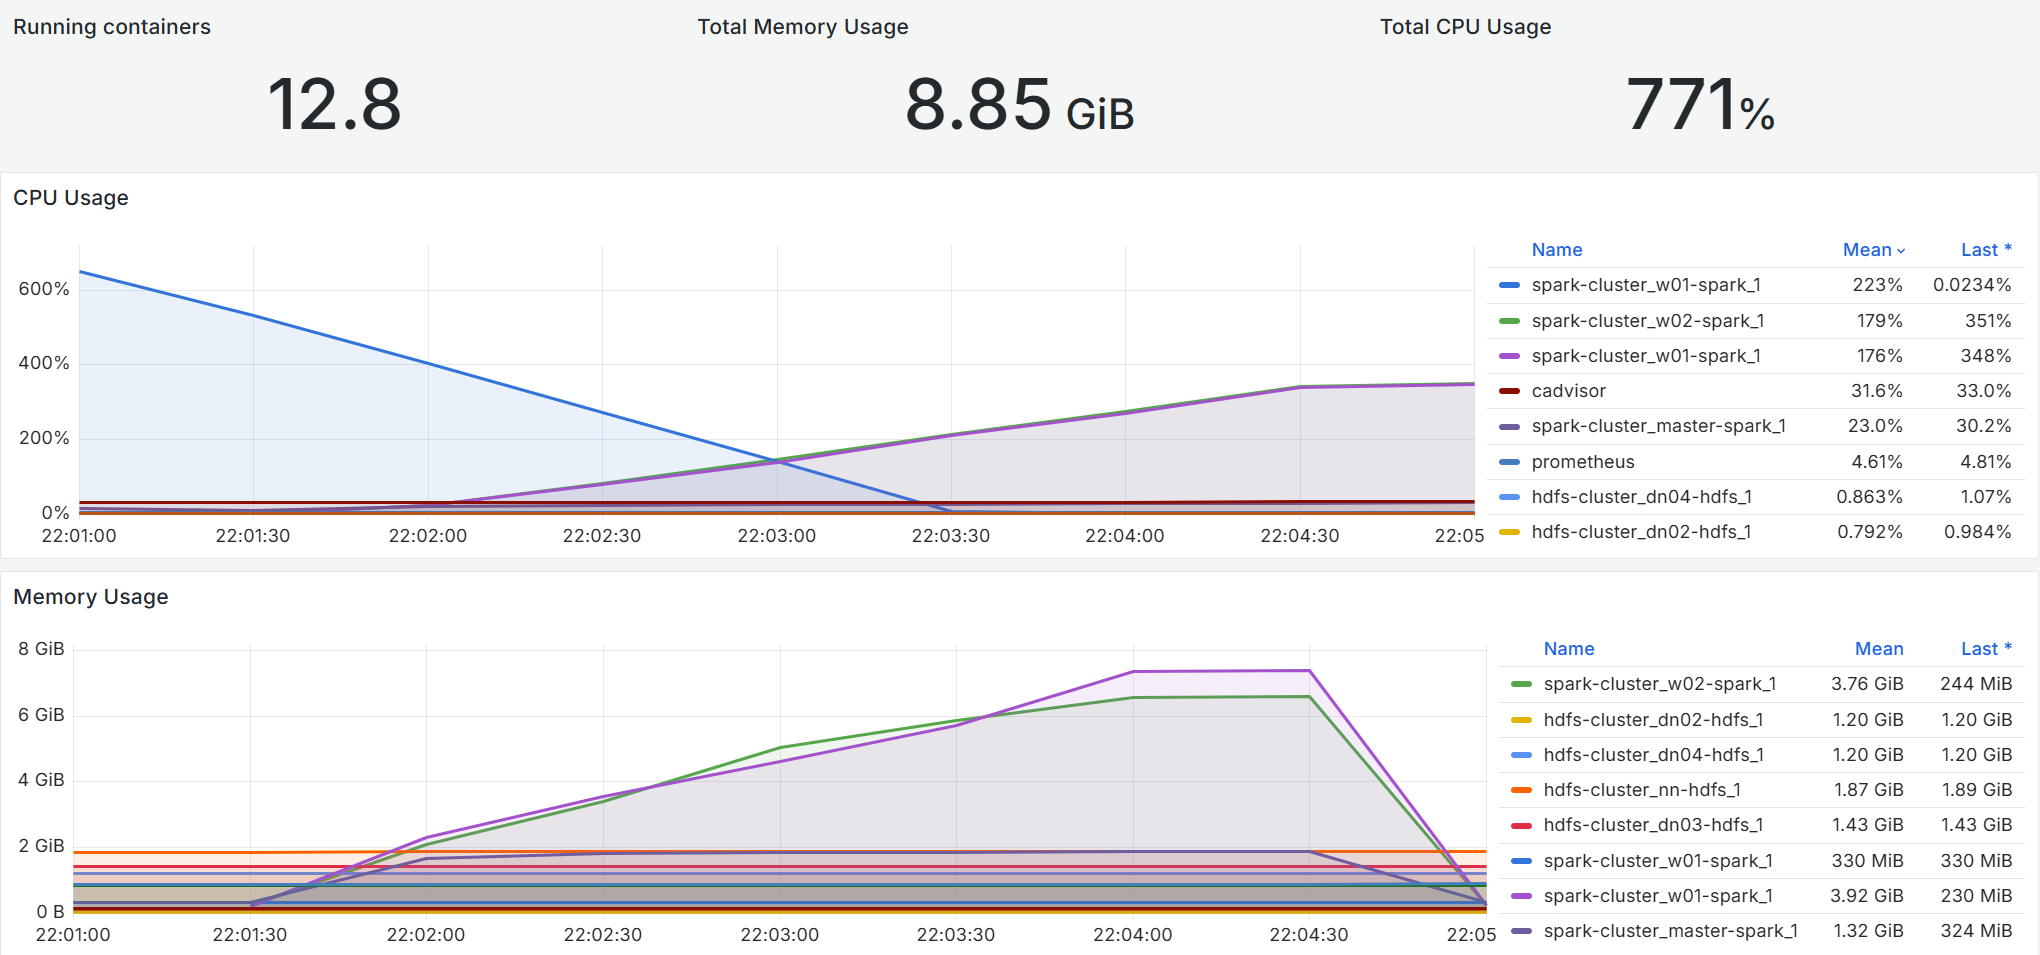 Running containers
Total Memory Usage
Total CPU Usage
12.8
8.85 GiB
771%
CPU Usage
600%
400%
200%
0%
22:01:00 22:01:30 22:02:00 22:02:30 22:03:00 22:03:30 22:04:00 22:04:30 22:05
Name Mean Last *
spark-cluster_w01-spark_1 223% 0.0234%
spark-cluster_w02-spark_1 179% 351%
spark-cluster_w01-spark_1 176% 348%
cadvisor 31.6% 33.0%
spark-cluster_master-spark_1 23.0% 30.2%
prometheus 4.61% 4.81%
hdfs-cluster_dn04-hdfs_1 0.863% 1.07%
hdfs-cluster_dn02-hdfs_1 0.792% 0.984%
Memory Usage
8 GiB
6 GiB
4 GiB
2 GiB
0 B
22:01:00 22:01:30 22:02:00 22:02:30 22:03:00 22:03:30 22:04:00 22:04:30 22:05
Name Mean Last *
spark-cluster_w02-spark_1 3.76 GiB 244 MiB
hdfs-cluster_dn02-hdfs_1 1.20 GiB 1.20 GiB
hdfs-cluster_dn04-hdfs_1 1.20 GiB 1.20 GiB
hdfs-cluster_nn-hdfs_1 1.87 GiB 1.89 GiB
hdfs-cluster_dn03-hdfs_1 1.43 GiB 1.43 GiB
spark-cluster_w01-spark_1 330 MiB 330 MiB
spark-cluster_w01-spark_1 3.92 GiB 230 MiB
spark-cluster_master-spark_1 1.32 GiB 324 MiB